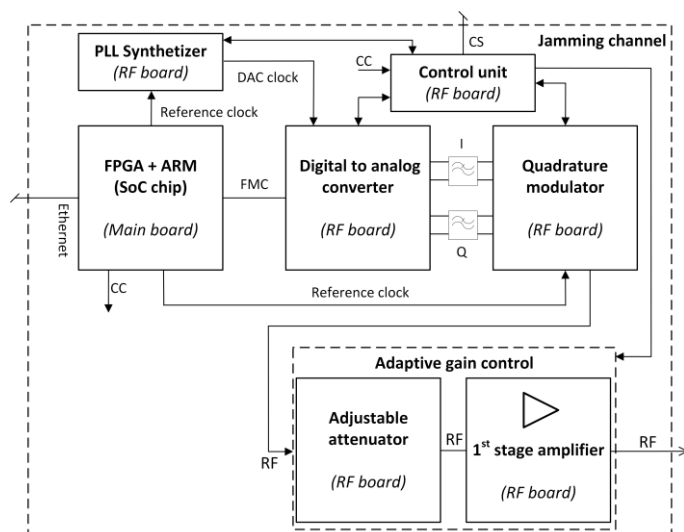 CS
Jamming channel
PLL Synthetizer
(RF board)
DAC clock
CC
Control unit
(RF board)
Reference clock
FPGA + ARM
(SoC chip)
(Main board)
Ethernet
FMC
Digital to analog
converter
(RF board)
I
Q
Quadrature
modulator
(RF board)
CC
Reference clock
Adaptive gain control
Adjustable
attenuator
(RF board)
RF
RF
1st stage amplifier
(RF board)
RF